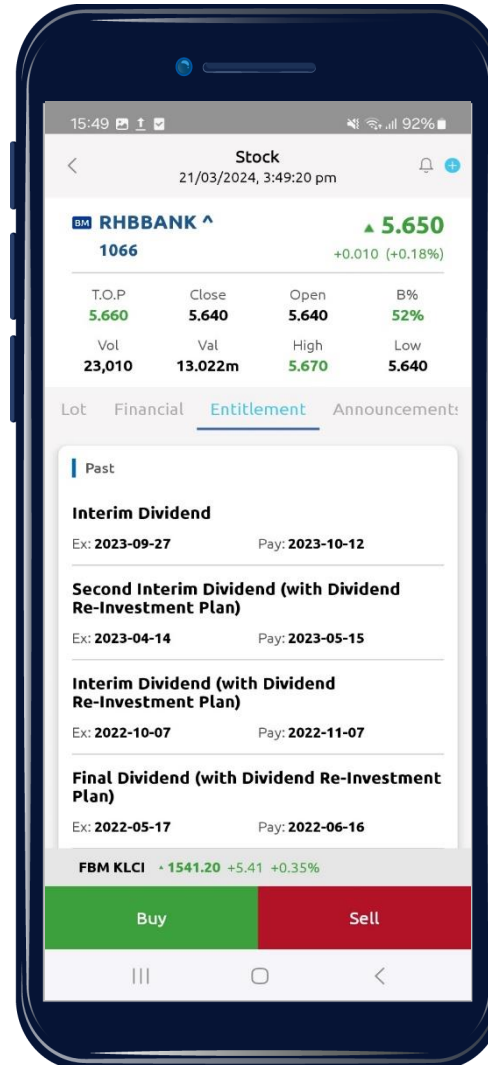 15:49 92%
Stock
21/03/2024, 3:49:20 pm
BM RHBBANK ^ ▲ 5.650
1066 +0.010 (+0.18%)
T.O.P Close Open B%
5.660 5.640 5.640 52%
Vol Val High Low
23,010 13.022m 5.670 5.640
Lot Financial Entitlement Announcements
Past
Interim Dividend
Ex: 2023-09-27 Pay: 2023-10-12
Second Interim Dividend (with Dividend
Re-Investment Plan)
Ex: 2023-04-14 Pay: 2023-05-15
Interim Dividend (with Dividend
Re-Investment Plan)
Ex: 2022-10-07 Pay: 2022-11-07
Final Dividend (with Dividend Re-Investment
Plan)
Ex: 2022-05-17 Pay: 2022-06-16
FBM KLCI ▲ 1541.20 +5.41 +0.35%
Buy Sell